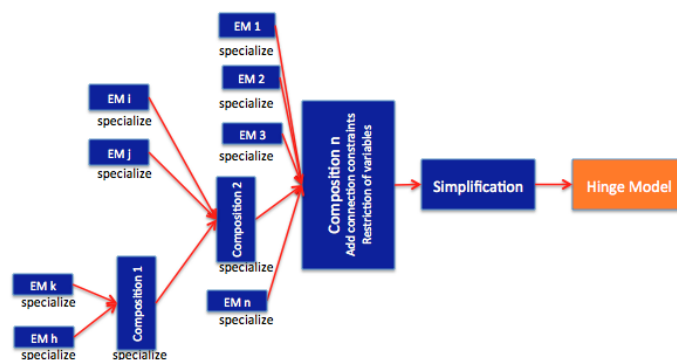 EM 1
specialize
EM 2
specialize
EM 3
specialize
EM i
specialize
EM j
specialize
Composition n
Add connection constraints
Restriction of variables
Simplification
Hinge Model
Composition 2
specialize
EM n
specialize
EM k
specialize
EM h
specialize
Composition 1
specialize